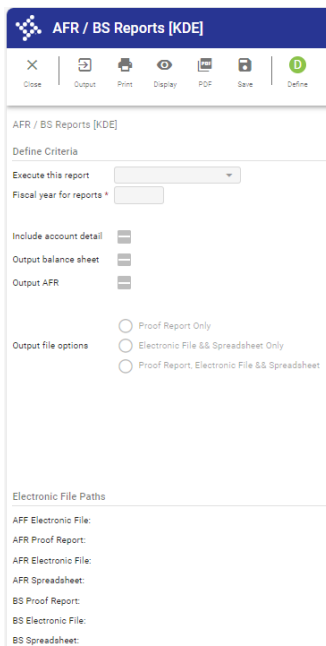 AFR / BS Reports [KDE]
Close Output Print Display PDF Save Define
AFR / BS Reports [KDE]
Define Criteria
Execute this report
Fiscal year for reports *
Include account detail
Output balance sheet
Output AFR
Proof Report Only
Output file options
Electronic File && Spreadsheet Only
Proof Report, Electronic File && Spreadsheet
Electronic File Paths
AFF Electronic File:
AFR Proof Report:
AFR Electronic File:
AFR Spreadsheet:
BS Proof Report:
BS Electronic File:
BS Spreadsheet: